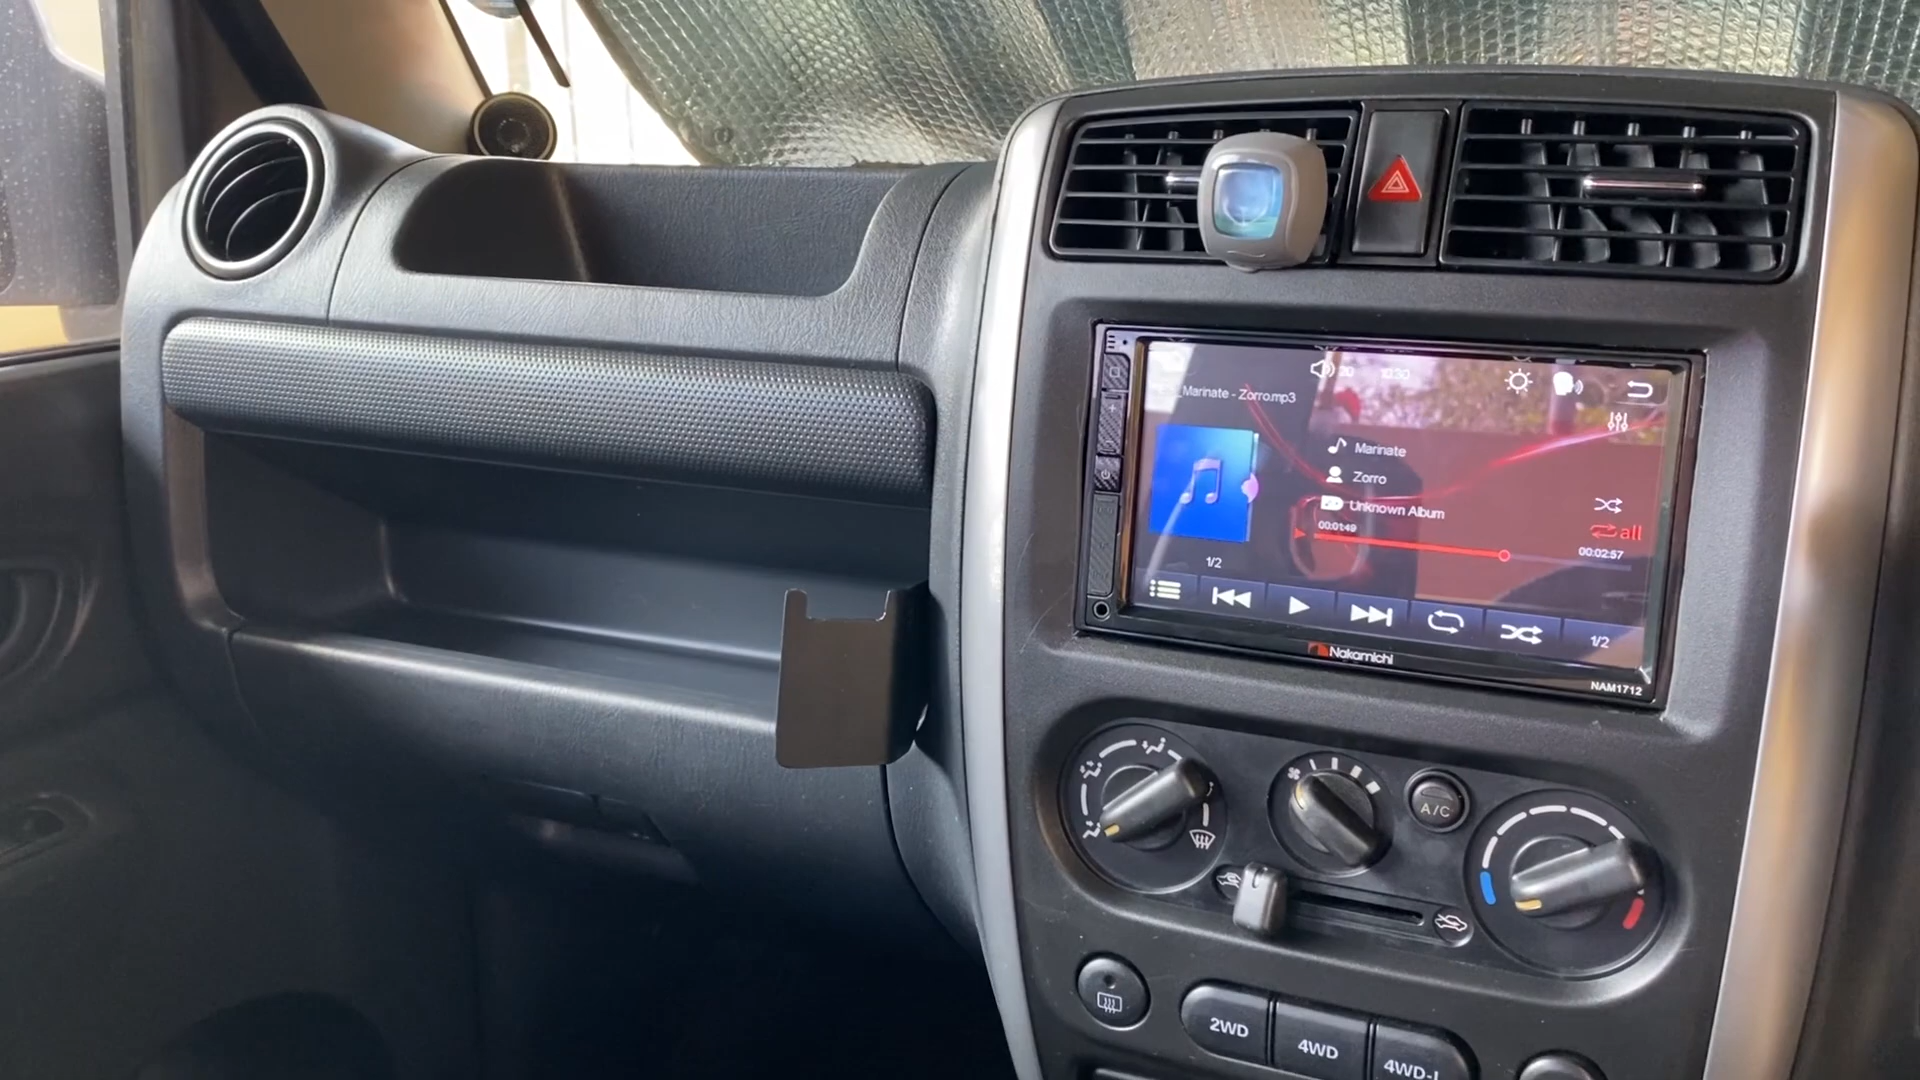 20 10:30
Marinate - Zorro.mp3
Marinate
Zorro
Unknown Album
00:01:49
all
00:02:57
1/2
1/2
Nakamichi
NAM1712
A/C
2WD
4WD
4WD-L